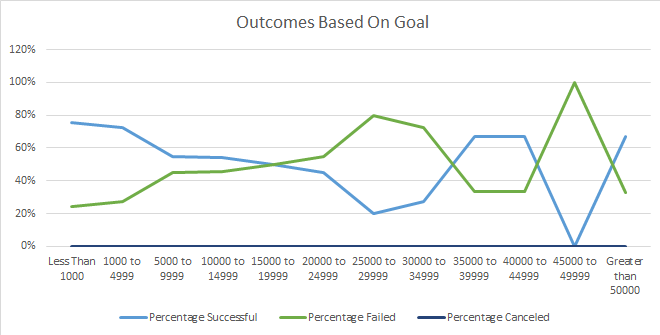 Outcomes Based On Goal
120%
100%
80%
60%
40%
20%
0%
Less Than
1000
1000 to
4999
5000 to
9999
10000 to
14999
15000 to
19999
20000 to
24999
25000 to
29999
30000 to
34999
35000 to
39999
40000 to
44999
45000 to
49999
Greater
than
50000
Percentage Successful
Percentage Failed
Percentage Canceled